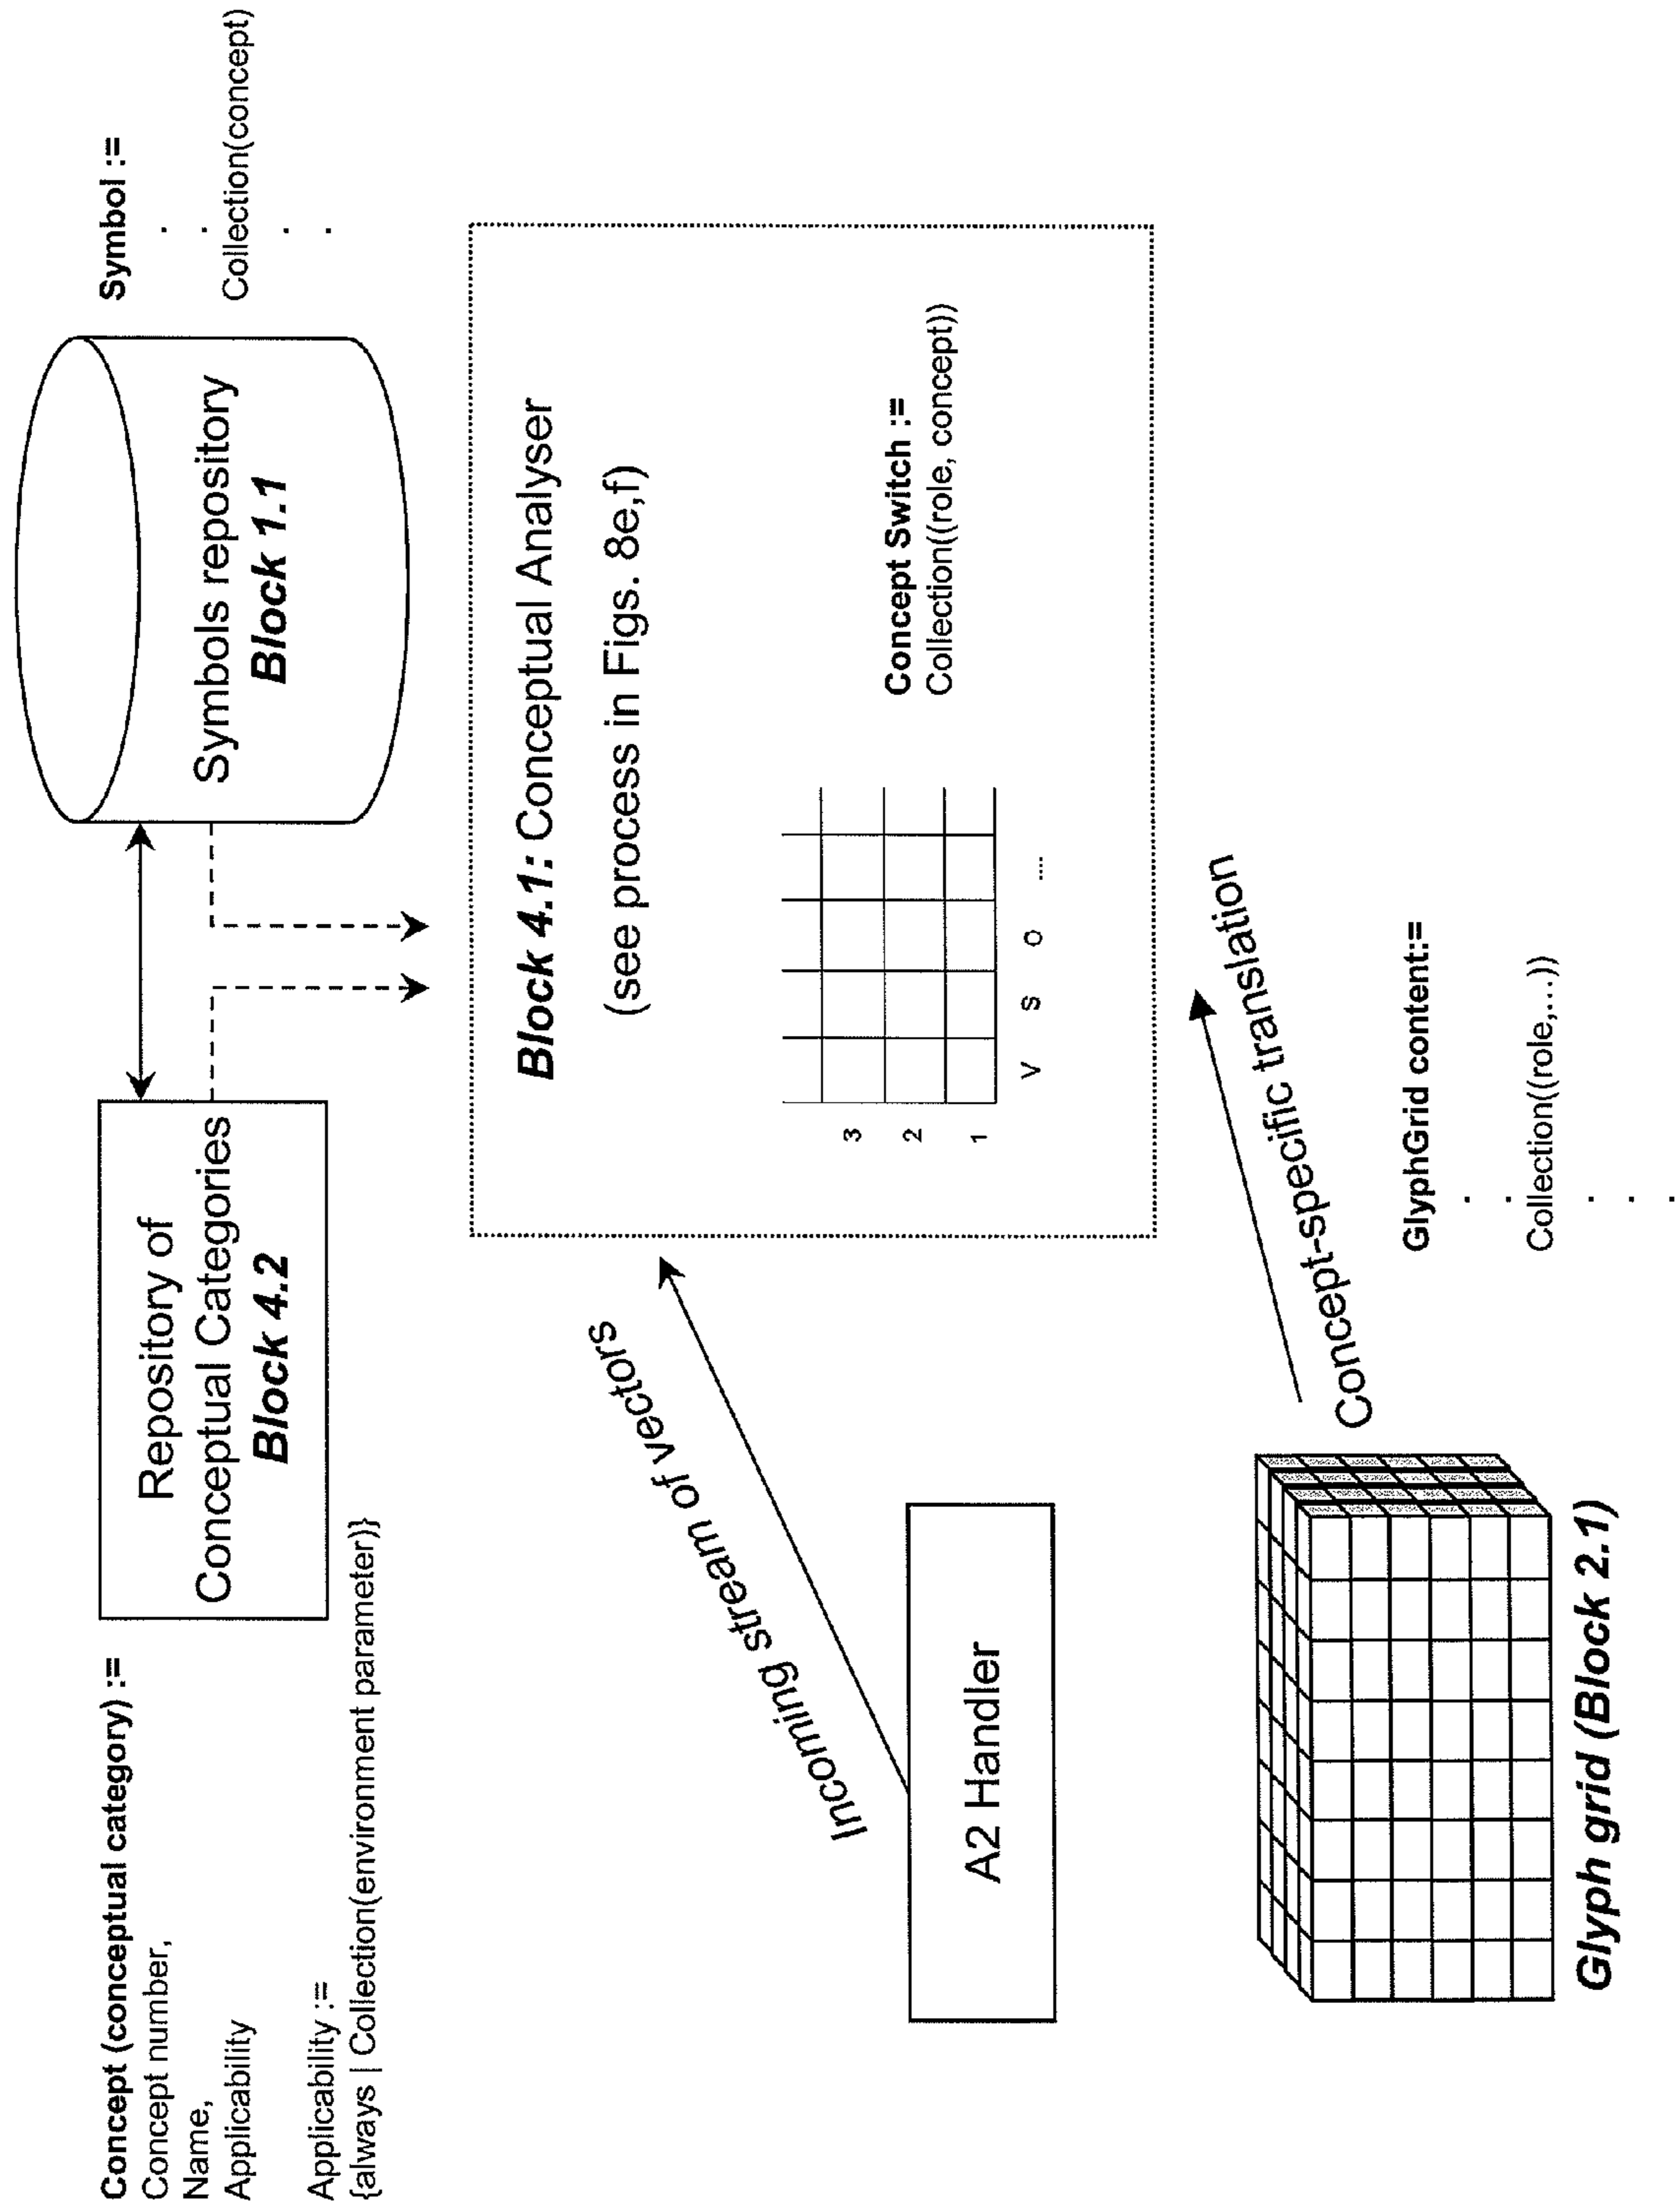 Concept (conceptual category) :=
Concept number,
Name,
Applicability
Applicability :=
{always | Collection(environment parameter)}
Repository of
Conceptual Categories
Block 4.2
Symbols repository
Block 1.1
Symbol :=
.
.
Collection(concept)
.
.
Block 4.1: Conceptual Analyser
(see process in Figs. 8e,f)
3
2
1
V S O ...
Concept Switch :=
Collection((role, concept))
Incoming stream of vectors
A2 Handler
Concept-specific translation
Glyph grid (Block 2.1)
GlyphGrid content:=
.
.
Collection((role,...))
.
.
.